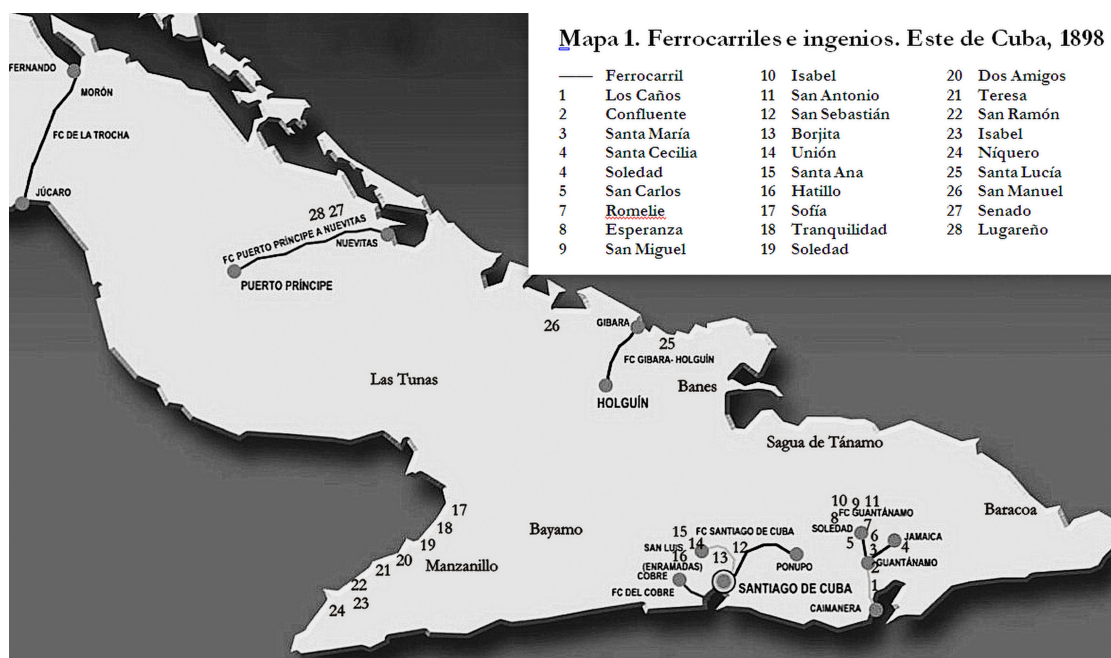 Mapa 1. Ferrocarriles e ingenios. Este de Cuba, 1898
Ferrocarril
1 Los Caños
2 Confluente
3 Santa María
4 Santa Cecilia
4 Soledad
5 San Carlos
7 Romelie
8 Esperanza
9 San Miguel
10 Isabel
11 San Antonio
12 San Sebastián
13 Borjita
14 Unión
15 Santa Ana
16 Hatillo
17 Sofía
18 Tranquilidad
19 Soledad
20 Dos Amigos
21 Teresa
22 San Ramón
23 Isabel
24 Níquero
25 Santa Lucía
26 San Manuel
27 Senado
28 Lugareño
FERNANDO
MORÓN
FC DE LA TROCHA
JÚCARO
28 27
FC PUERTO PRÍNCIPE A NUEVITAS
NUEVITAS
PUERTO PRÍNCIPE
26
GIBARA
25
FC GIBARA- HOLGUÍN
Las Tunas
Banes
HOLGUÍN
Sagua de Tánamo
Baracoa
10 9 11
FC GUANTÁNAMO
8
7
SOLEDAD
5
6
JAMAICA
4
3
GUANTÁNAMO
2
1
CAIMANERA
17
18
19
Bayamo
20
Manzanillo
21
22
23
24
15
FC SANTIAGO DE CUBA
14
12
SAN LUIS
16
13
(ENRAMADAS)
PONUPO
COBRE
SANTIAGO DE CUBA
FC DEL COBRE